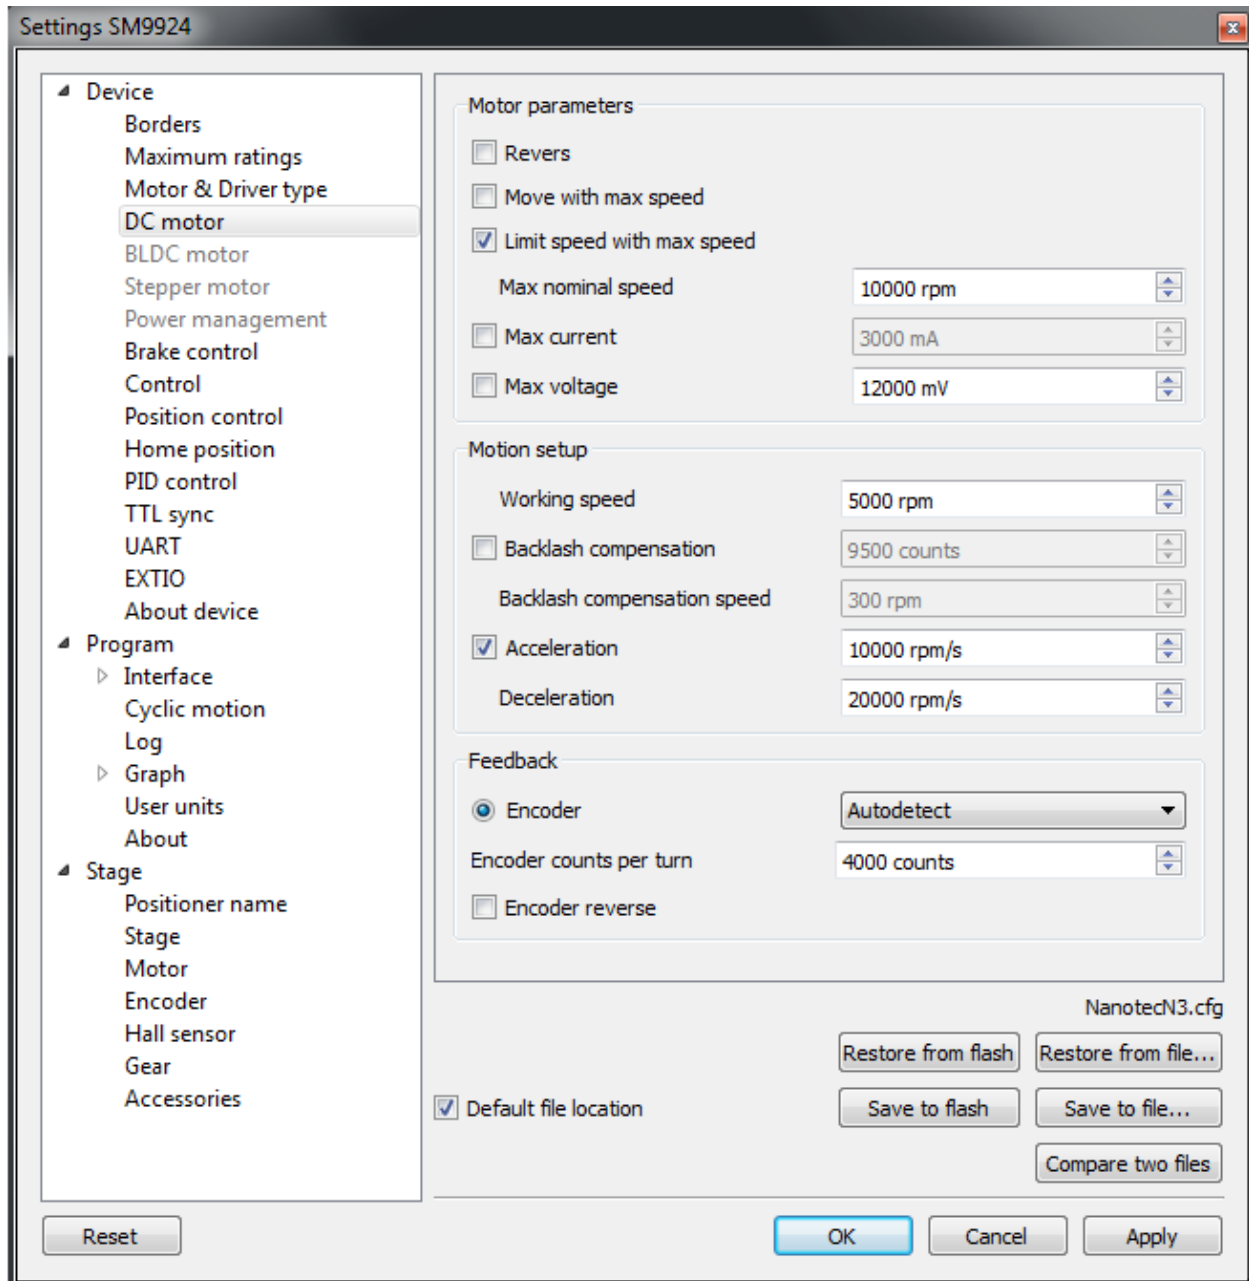 Settings SM9924
Device
Borders
Maximum ratings
Motor & Driver type
DC motor
BLDC motor
Stepper motor
Power management
Brake control
Control
Position control
Home position
PID control
TTL sync
UART
EXTIO
About device
Program
Interface
Cyclic motion
Log
Graph
User units
About
Stage
Positioner name
Stage
Motor
Encoder
Hall sensor
Gear
Accessories
Motor parameters
Revers
Move with max speed
Limit speed with max speed
Max nominal speed 10000 rpm
Max current 3000 mA
Max voltage 12000 mV
Motion setup
Working speed 5000 rpm
Backlash compensation 9500 counts
Backlash compensation speed 300 rpm
Acceleration 10000 rpm/s
Deceleration 20000 rpm/s
Feedback
Encoder Autodetect
Encoder counts per turn 4000 counts
Encoder reverse
NanotecN3.cfg
Restore from flash Restore from file...
Default file location Save to flash Save to file...
Compare two files
Reset OK Cancel Apply